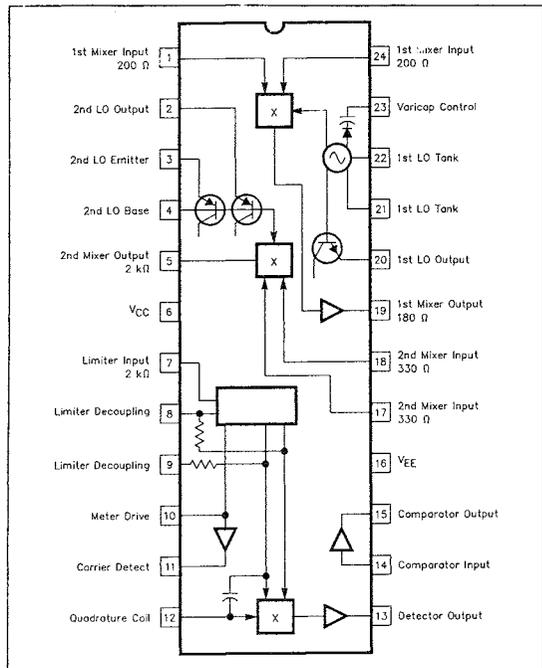 1st Mixer Input
200 Ω
1
24
1st Mixer Input
200 Ω
2nd LO Output
2
X
23
Varicap Control
2nd LO Emitter
3
22
1st LO Tank
2nd LO Base
4
21
1st LO Tank
2nd Mixer Output
2 kΩ
5
X
20
1st LO Output
VCC
6
19
1st Mixer Output
180 Ω
Limiter Input
2 kΩ
7
18
2nd Mixer Input
330 Ω
Limiter Decoupling
8
17
2nd Mixer Input
330 Ω
Limiter Decoupling
9
16
VEE
Meter Drive
10
15
Comparator Output
Carrier Detect
11
14
Comparator Input
Quadrature Coil
12
X
13
Detector Output